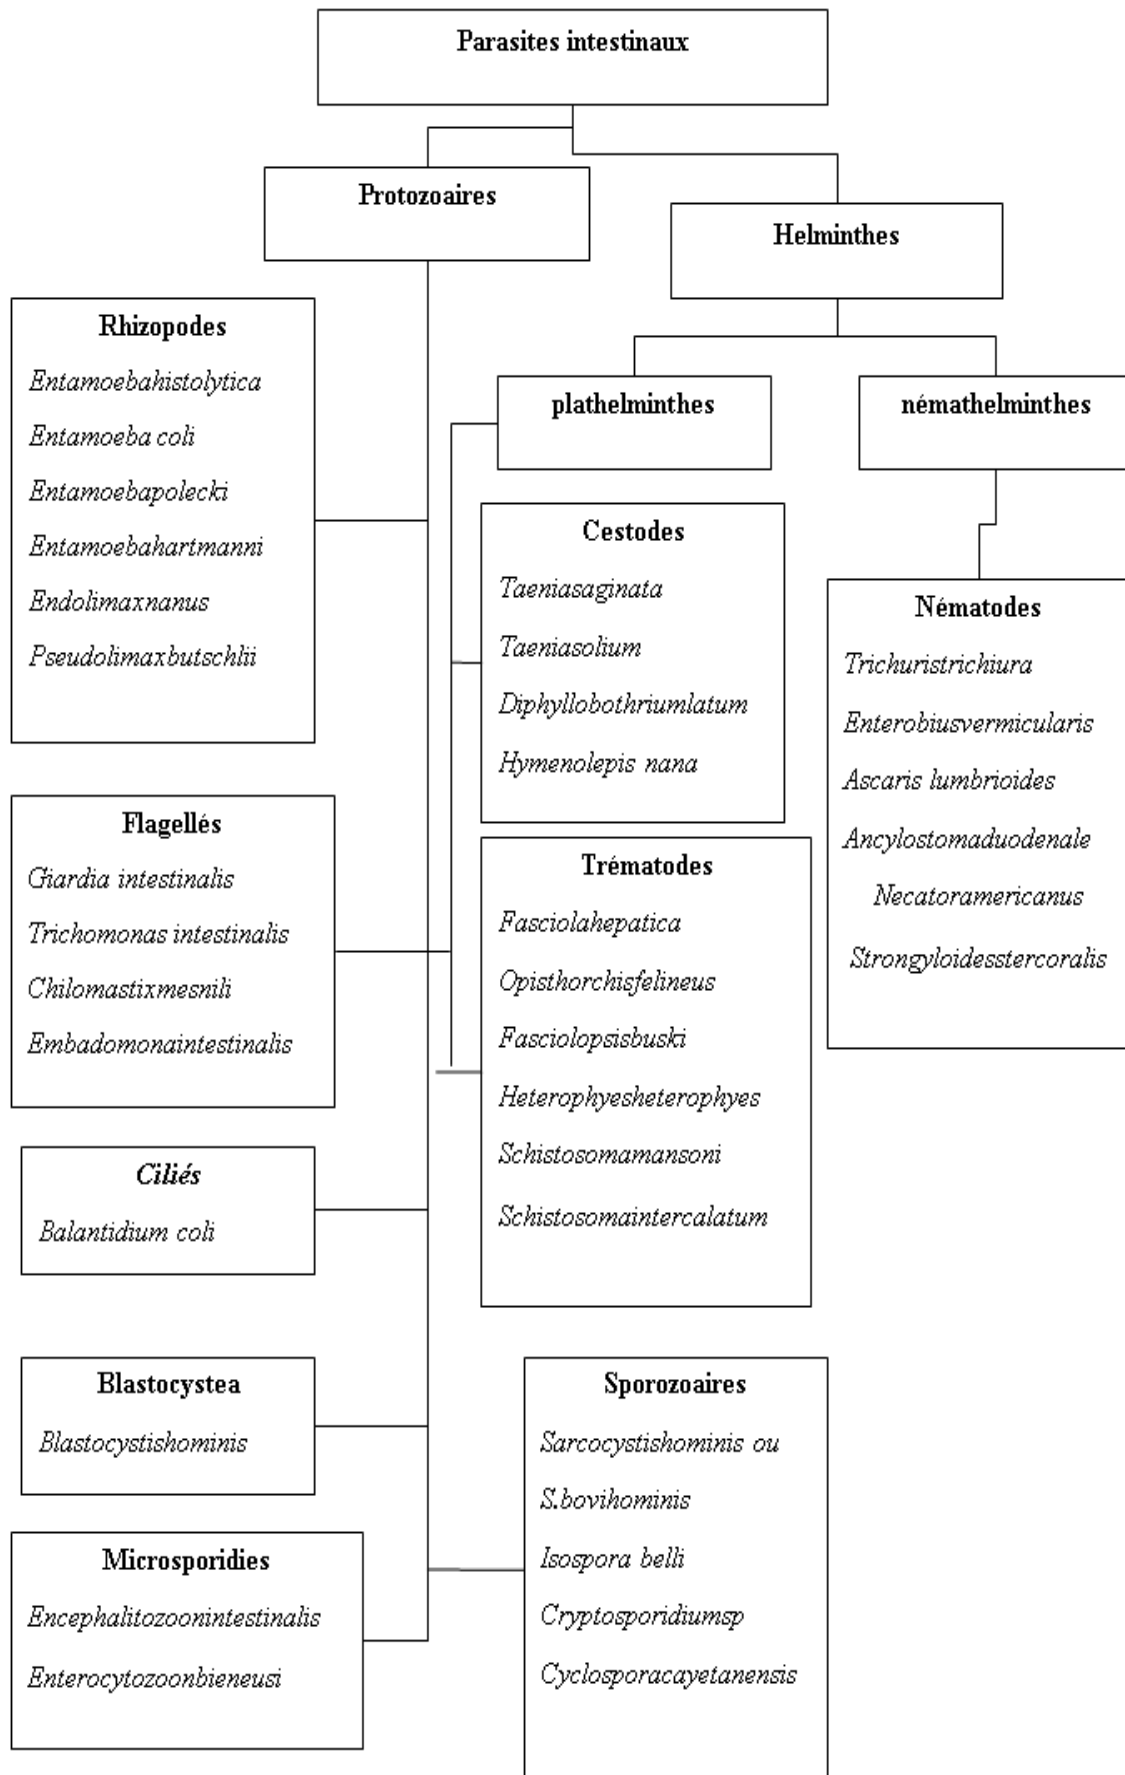 Parasites intestinaux
Protozoaires
Helminthes
Rhizopodes
Entamoebahistolytica
Entamoeba coli
Entamoebapolecki
Entamoebahartmanni
Endolimaxnanus
Pseudolimaxbutschlii
plathelminthes
némathelminthes
Cestodes
Taeniasaginata
Taeniasolium
Diphyllobothriumlatum
Hymenolepis nana
Nématodes
Trichuristrichiura
Enterobiusvermicularis
Ascaris lumbrioides
Ancylostomaduodenale
Necatoramericanus
Strongyloidesstercoralis
Flagellés
Giardia intestinalis
Trichomonas intestinalis
Chilomastixmesnili
Embadomonaintestinalis
Trématodes
Fasciolahepatica
Opisthorchisfelineus
Fasciolopsisbuski
Heterophyesheterophyes
Schistosomamansoni
Schistosomaintercalatum
Ciliés
Balantidium coli
Blastocystea
Blastocystishominis
Sporozoaires
Sarcocystishominis ou
S.bovihominis
Isospora belli
Cryptosporidiumsp
Cyclosporacayetanensis
Microsporidies
Encephalitozoonintestinalis
Enterocytozoonbieneusi